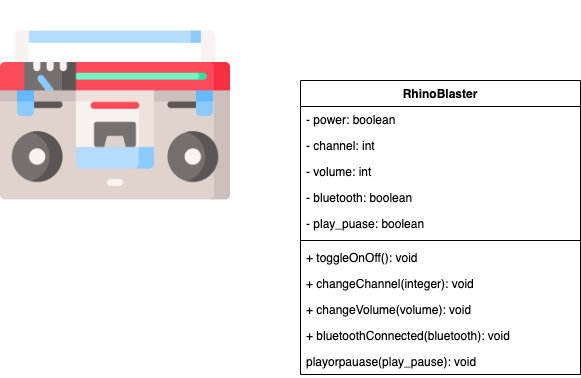 RhinoBlaster
- power: boolean
- channel: int
- volume: int
- bluetooth: boolean
- play_puase: boolean
+ toggleOnOff(): void
+ changeChannel(integer): void
+ changeVolume(volume): void
+ bluetoothConnected(bluetooth): void
playorpauase(play_pause): void